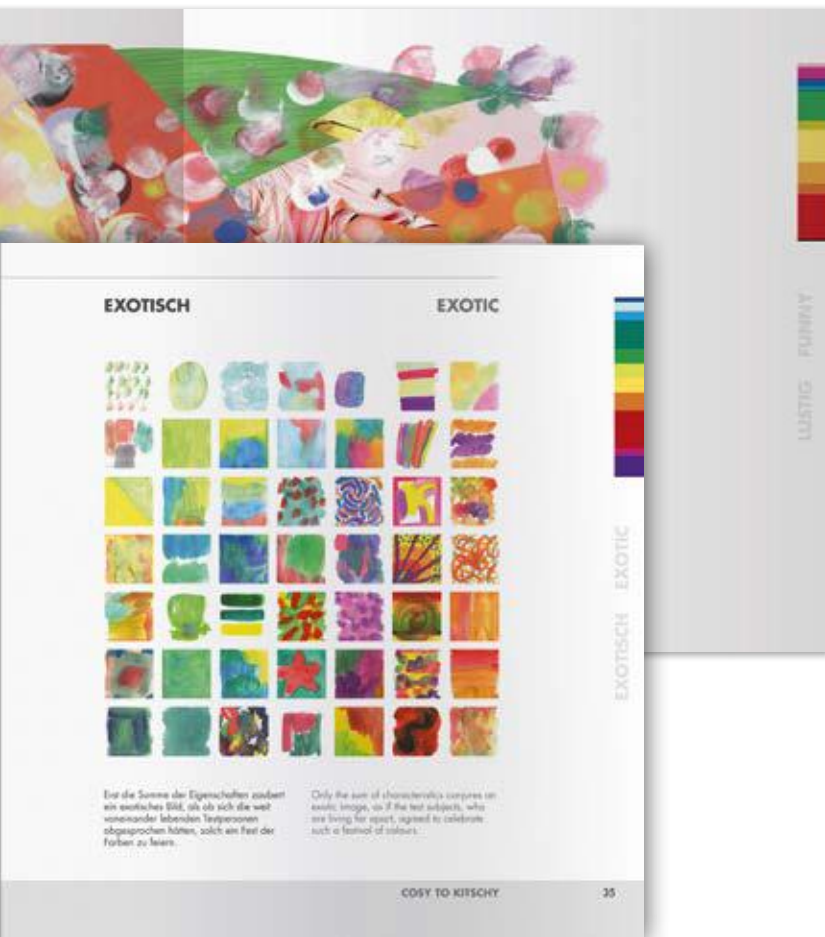 EXOTISCH EXOTIC
Erst die Summe der Eigenschaften zaubert
ein exotisches Bild, als ob sich die weit
voneinander lebenden Testpersonen
abgesprochen hätten, solch ein Fest der
Farben zu feiern.
Only the sum of characteristics conjures an
exotic image, as if the test subjects, who
are living far apart, agreed to celebrate
such a festival of colours.
COSY TO KITSCHY 35
EXOTISCH EXOTIC
LUSTIG FUNNY